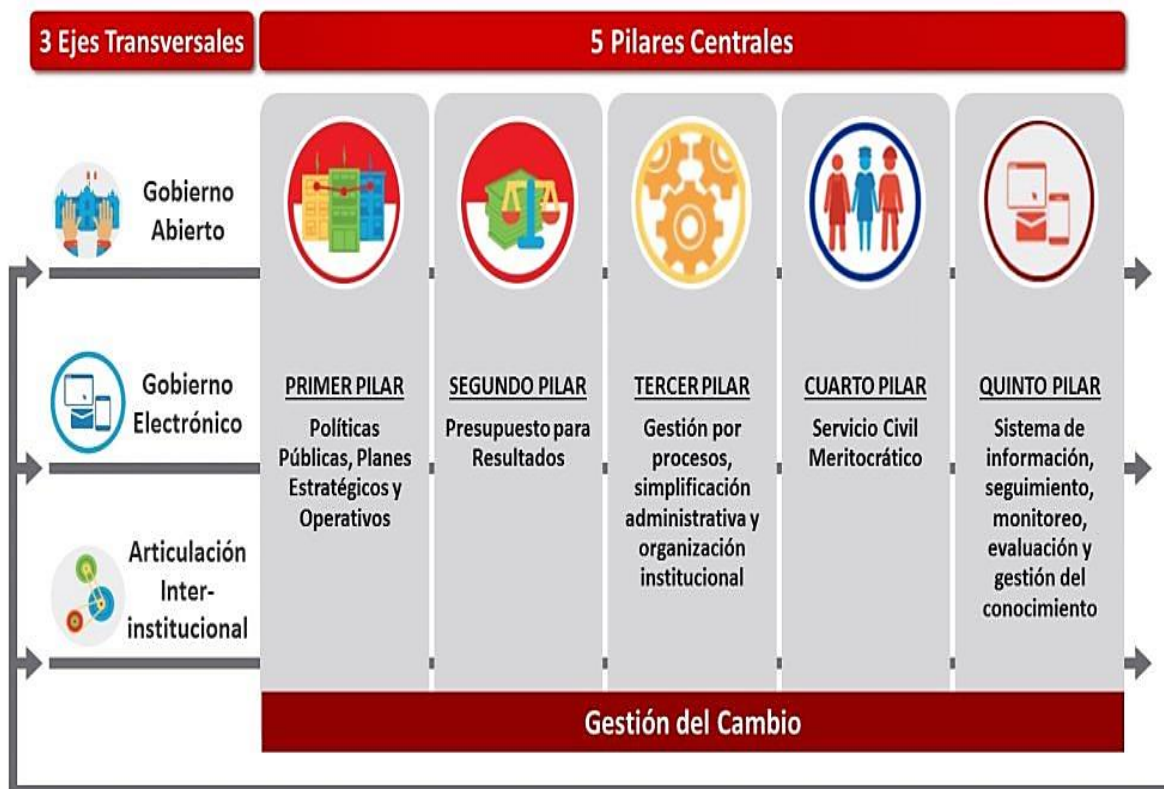 3 Ejes Transversales
5 Pilares Centrales
Gobierno
Abierto
Gobierno
Electrónico
Articulación
Inter-
institucional
PRIMER PILAR
Políticas
Públicas, Planes
Estratégicos y
Operativos
SEGUNDO PILAR
Presupuesto para
Resultados
TERCER PILAR
Gestión por
procesos,
simplificación
administrativa y
organización
institucional
CUARTO PILAR
Servicio Civil
Meritocrático
QUINTO PILAR
Sistema de
información,
seguimiento,
monitoreo,
evaluación y
gestión del
conocimiento
Gestión del Cambio